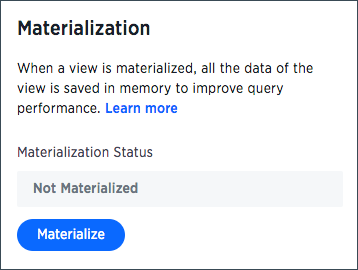 Materialization
When a view is materialized, all the data of the
view is saved in memory to improve query
performance. Learn more
Materialization Status
Not Materialized
Materialize